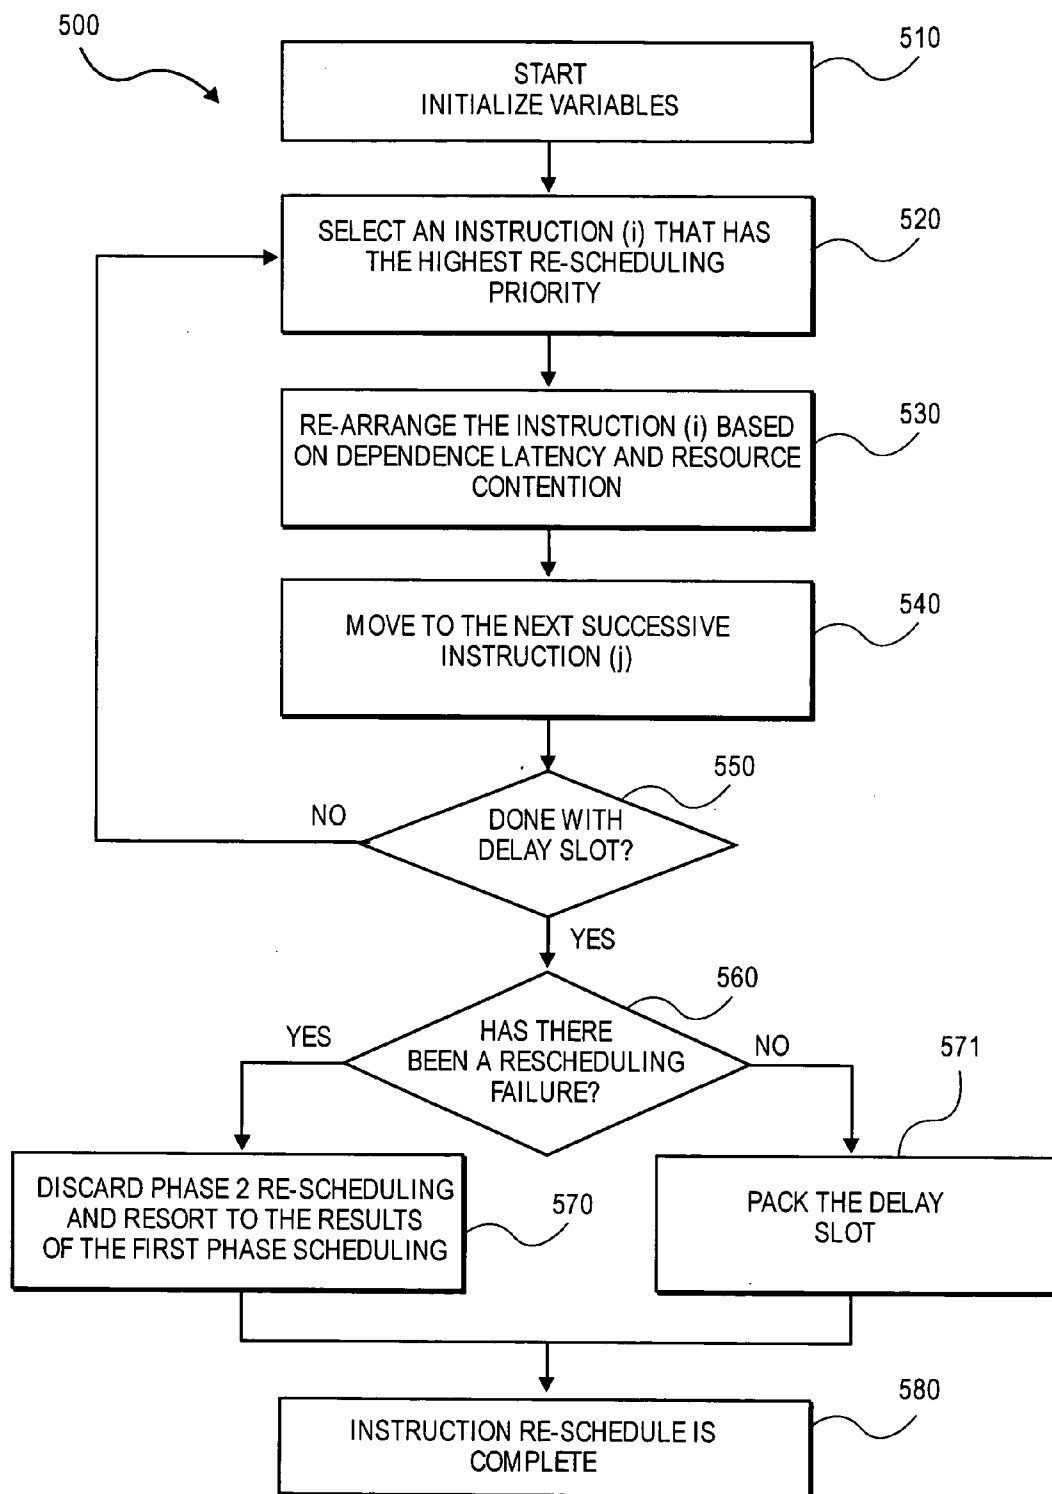 500
510
START
INITIALIZE VARIABLES
520
SELECT AN INSTRUCTION (i) THAT HAS
THE HIGHEST RE-SCHEDULING
PRIORITY
530
RE-ARRANGE THE INSTRUCTION (i) BASED
ON DEPENDENCE LATENCY AND RESOURCE
CONTENTION
540
MOVE TO THE NEXT SUCCESSIVE
INSTRUCTION (j)
550
NO
DONE WITH
DELAY SLOT?
YES
560
YES
HAS THERE
BEEN A RESCHEDULING
FAILURE?
NO
571
DISCARD PHASE 2 RE-SCHEDULING
AND RESORT TO THE RESULTS
OF THE FIRST PHASE SCHEDULING
570
PACK THE DELAY
SLOT
580
INSTRUCTION RE-SCHEDULE IS
COMPLETE